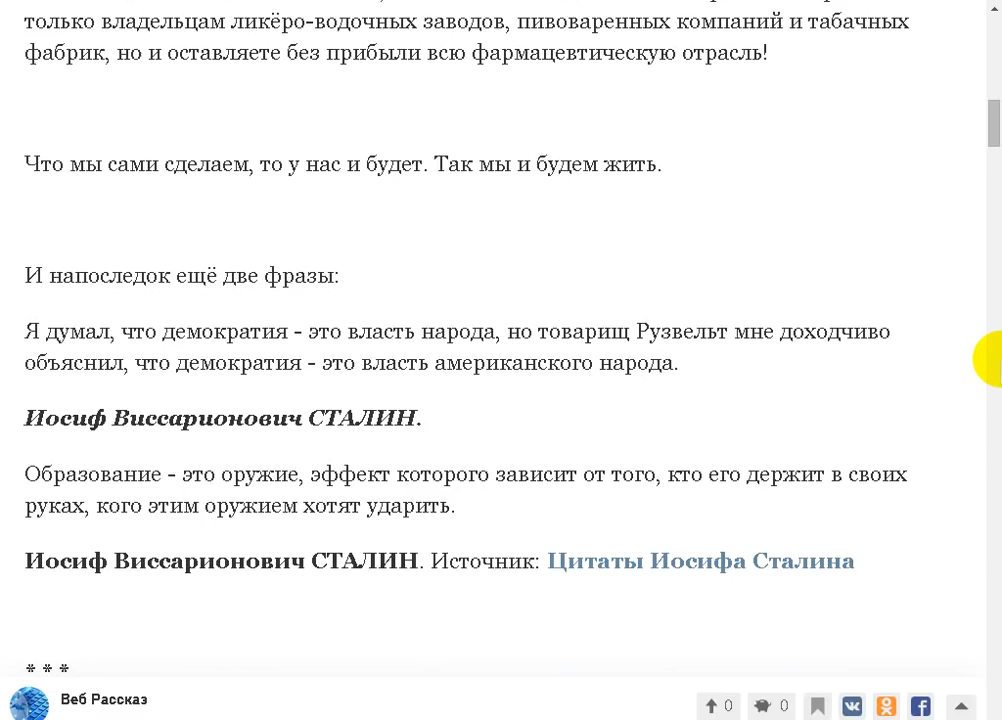 только владельцам ликёро-водочных заводов, пивоваренных компаний и табачных
фабрик, но и оставляете без прибыли всю фармацевтическую отрасль!
Что мы сами сделаем, то у нас и будет. Так мы и будем жить.
И напоследок ещё две фразы:
Я думал, что демократия - это власть народа, но товарищ Рузвельт мне доходчиво
объяснил, что демократия - это власть американского народа.
Иосиф Виссарионович СТАЛИН.
Образование - это оружие, эффект которого зависит от того, кто его держит в своих
руках, кого этим оружием хотят ударить.
Иосиф Виссарионович СТАЛИН. Источник: Цитаты Иосифа Сталина
* * *
Веб Рассказ 0 0